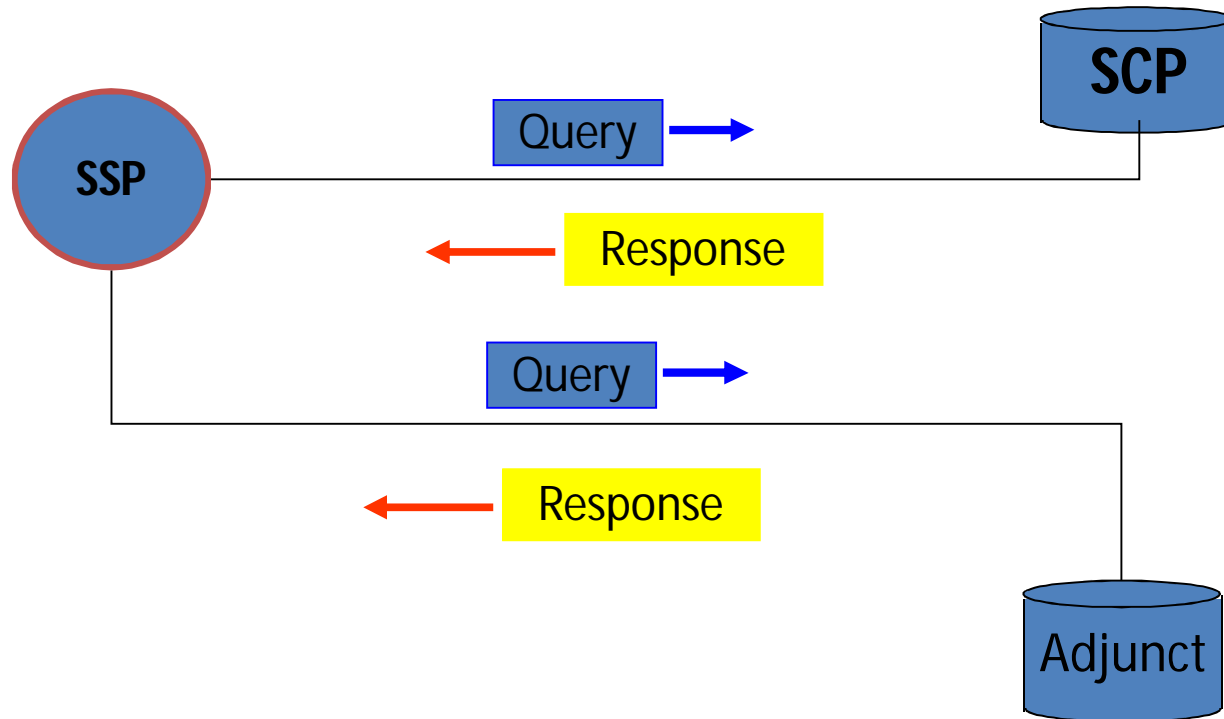 SCP
Query
SSP
Response
Query
Response
Adjunct